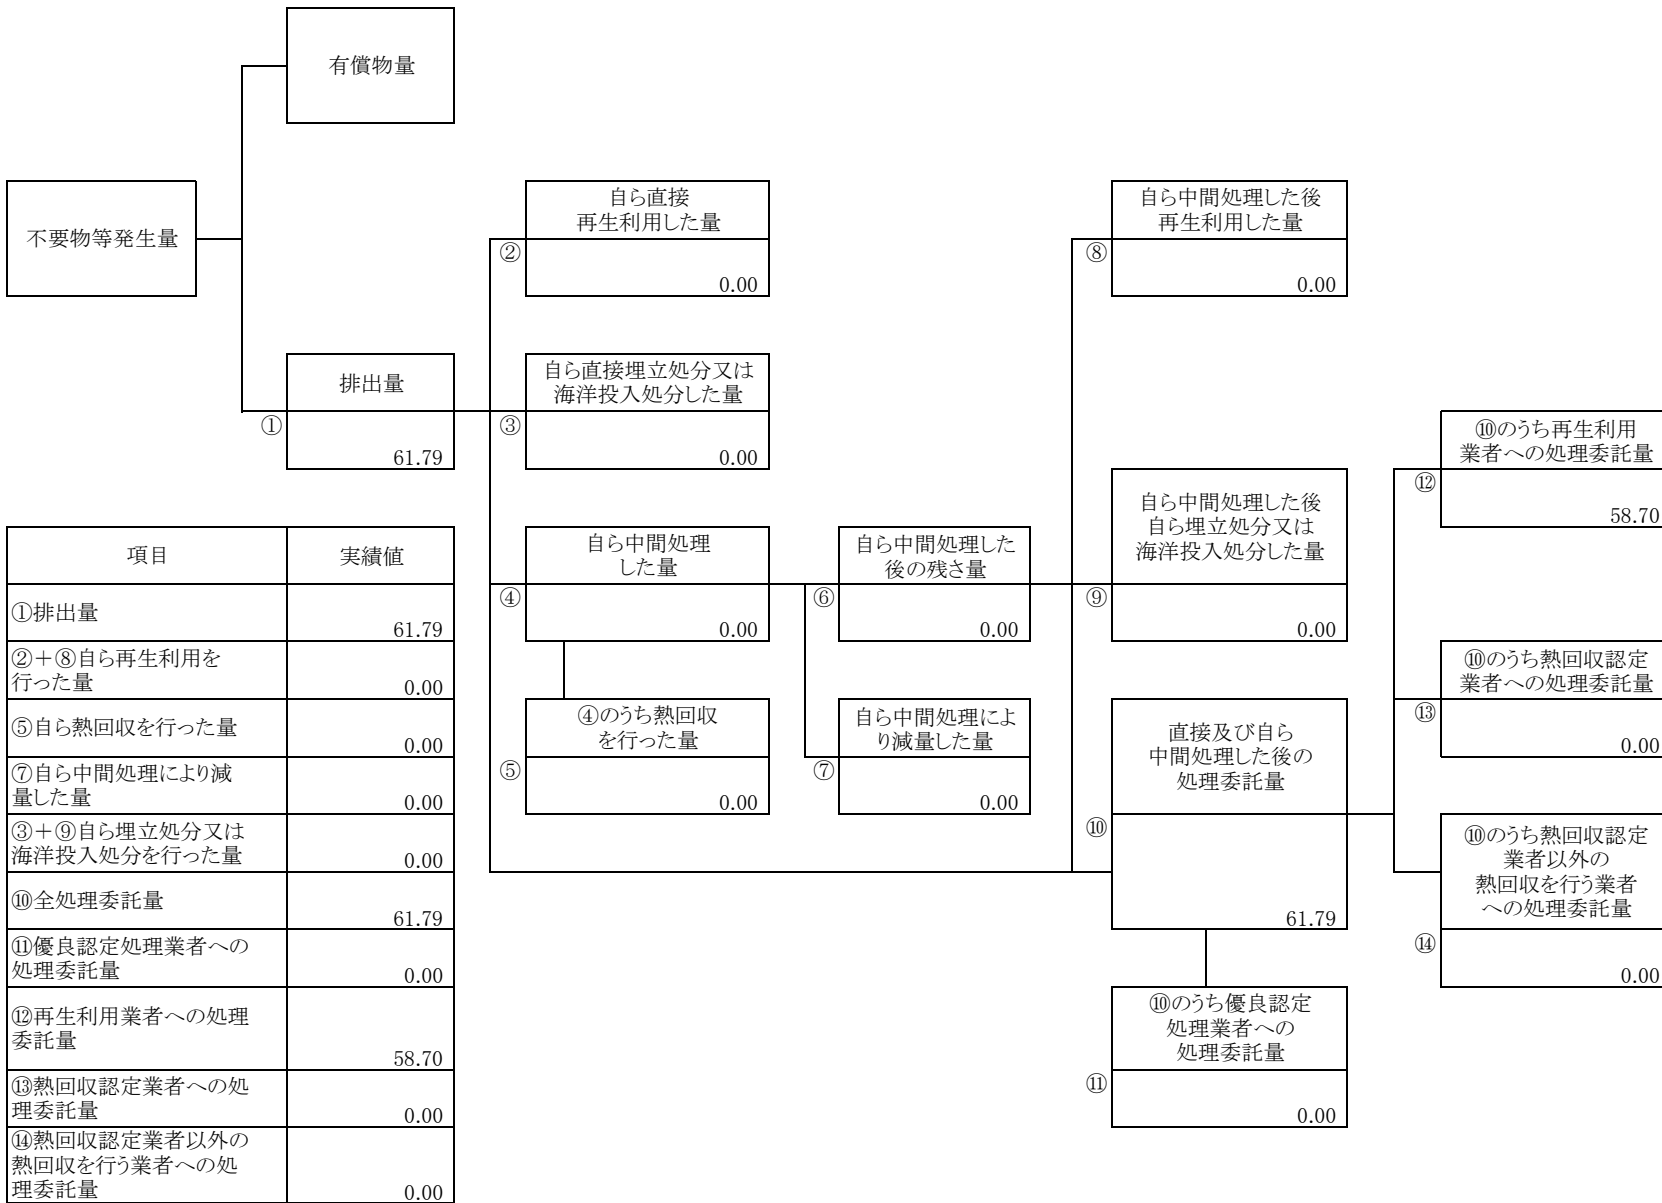 有償物量
不要物等発生量
排出量
①
61.79
自ら直接
再生利用した量
②
0.00
自ら直接埋立処分又は
海洋投入処分した量
③
0.00
自ら中間処理
した量
④
0.00
④のうち熱回収
を行った量
⑤
0.00
自ら中間処理した
後の残さ量
⑥
0.00
自ら中間処理によ
り減量した量
⑦
0.00
自ら中間処理した後
再生利用した量
⑧
0.00
自ら中間処理した後
自ら埋立処分又は
海洋投入処分した量
⑨
0.00
直接及び自ら
中間処理した後の
処理委託量
⑩
61.79
⑩のうち優良認定
処理業者への
処理委託量
⑪
0.00
⑩のうち再生利用
業者への処理委託量
⑫
58.70
⑩のうち熱回収認定
業者への処理委託量
⑬
0.00
⑩のうち熱回収認定
業者以外の
熱回収を行う業者
への処理委託量
⑭
0.00
項目 実績値
①排出量 61.79
②+⑧自ら再生利用を
行った量 0.00
⑤自ら熱回収を行った量 0.00
⑦自ら中間処理により減
量した量 0.00
③+⑨自ら埋立処分又は
海洋投入処分を行った量 0.00
⑩全処理委託量 61.79
⑪優良認定処理業者への
処理委託量 0.00
⑫再生利用業者への処理
委託量 58.70
⑬熱回収認定業者への処
理委託量 0.00
⑭熱回収認定業者以外の
熱回収を行う業者への処
理委託量 0.00